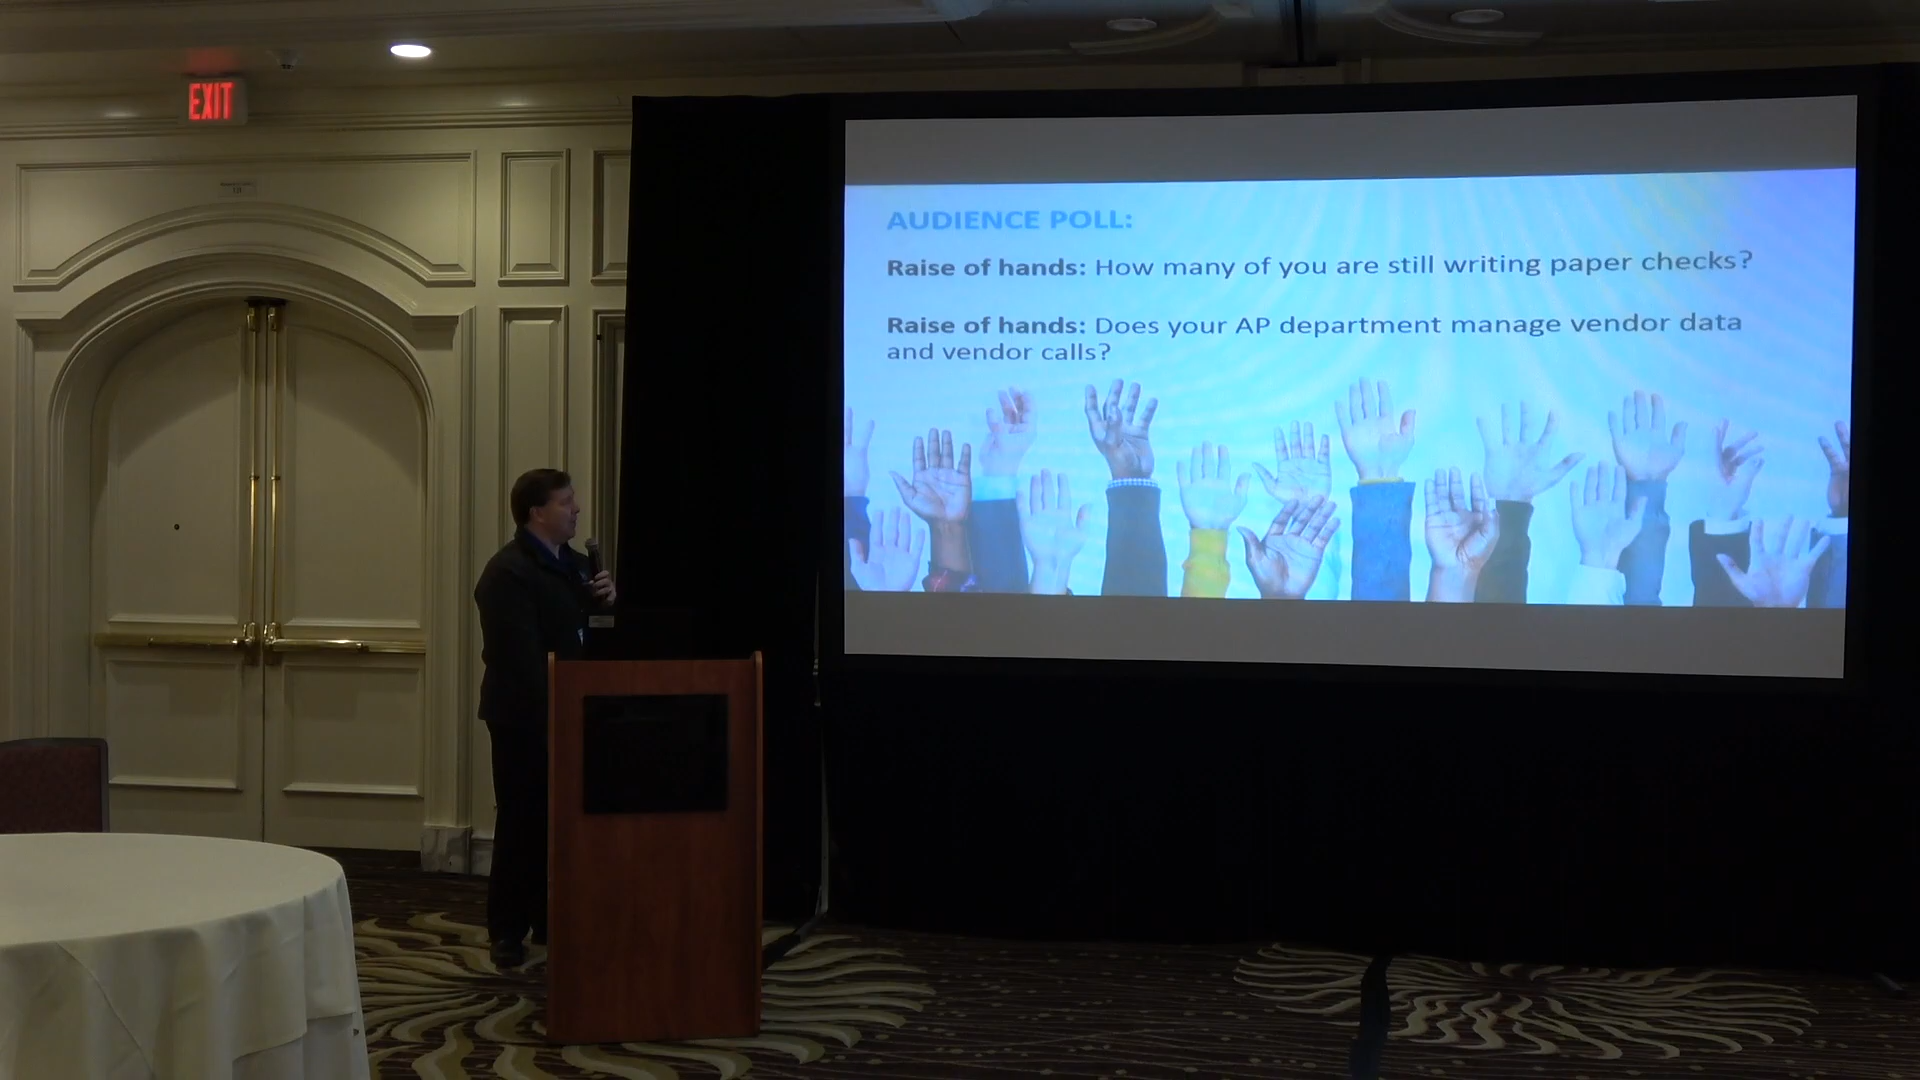 EXIT
AUDIENCE POLL:
Raise of hands: How many of you are still writing paper checks?
Raise of hands: Does your AP department manage vendor data
and vendor calls?